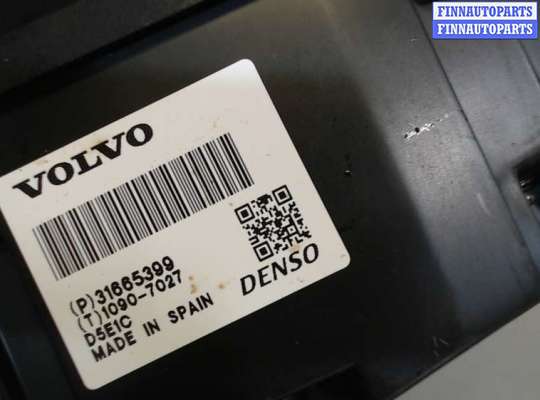 FINNAUTOPARTS
FINNAUTOPARTS
VOLVO
(P)31665399
(T)1090-7027
D5E1C
MADE IN SPAIN
DENSO